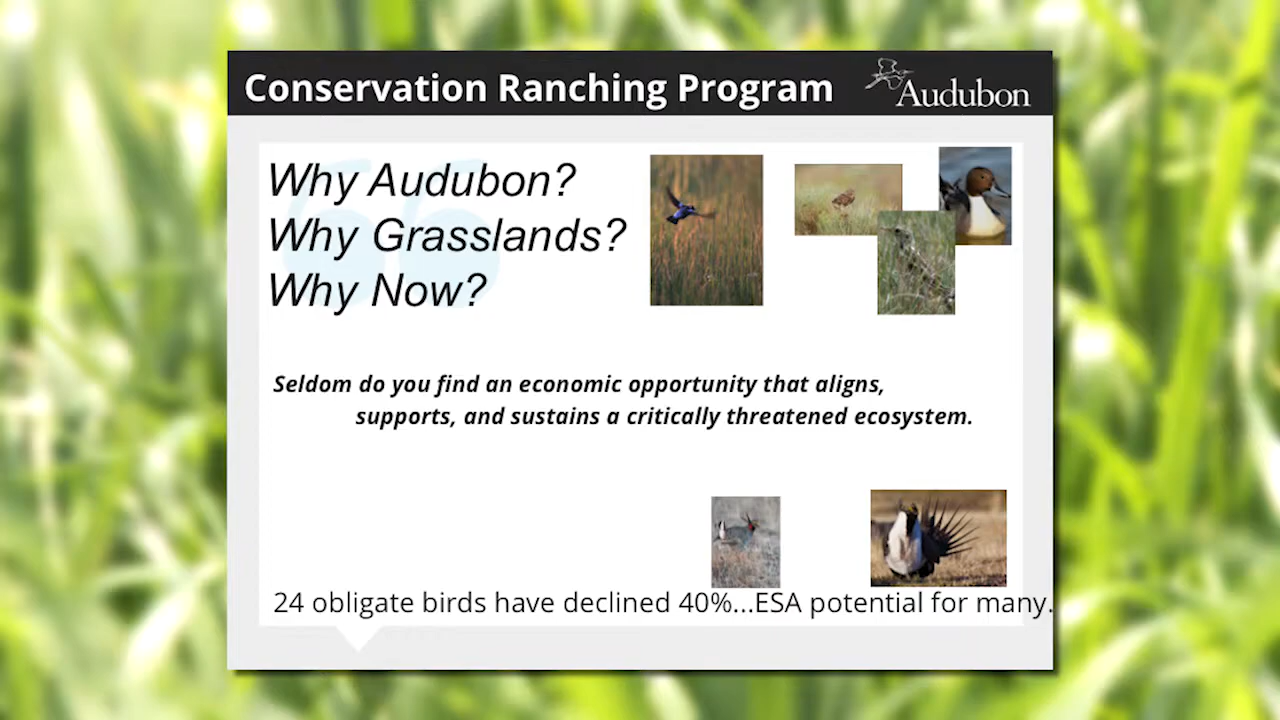 Conservation Ranching Program
Audubon
Why Audubon?
Why Grasslands?
Why Now?
Seldom do you find an economic opportunity that aligns,
supports, and sustains a critically threatened ecosystem.
24 obligate birds have declined 40%...ESA potential for many.